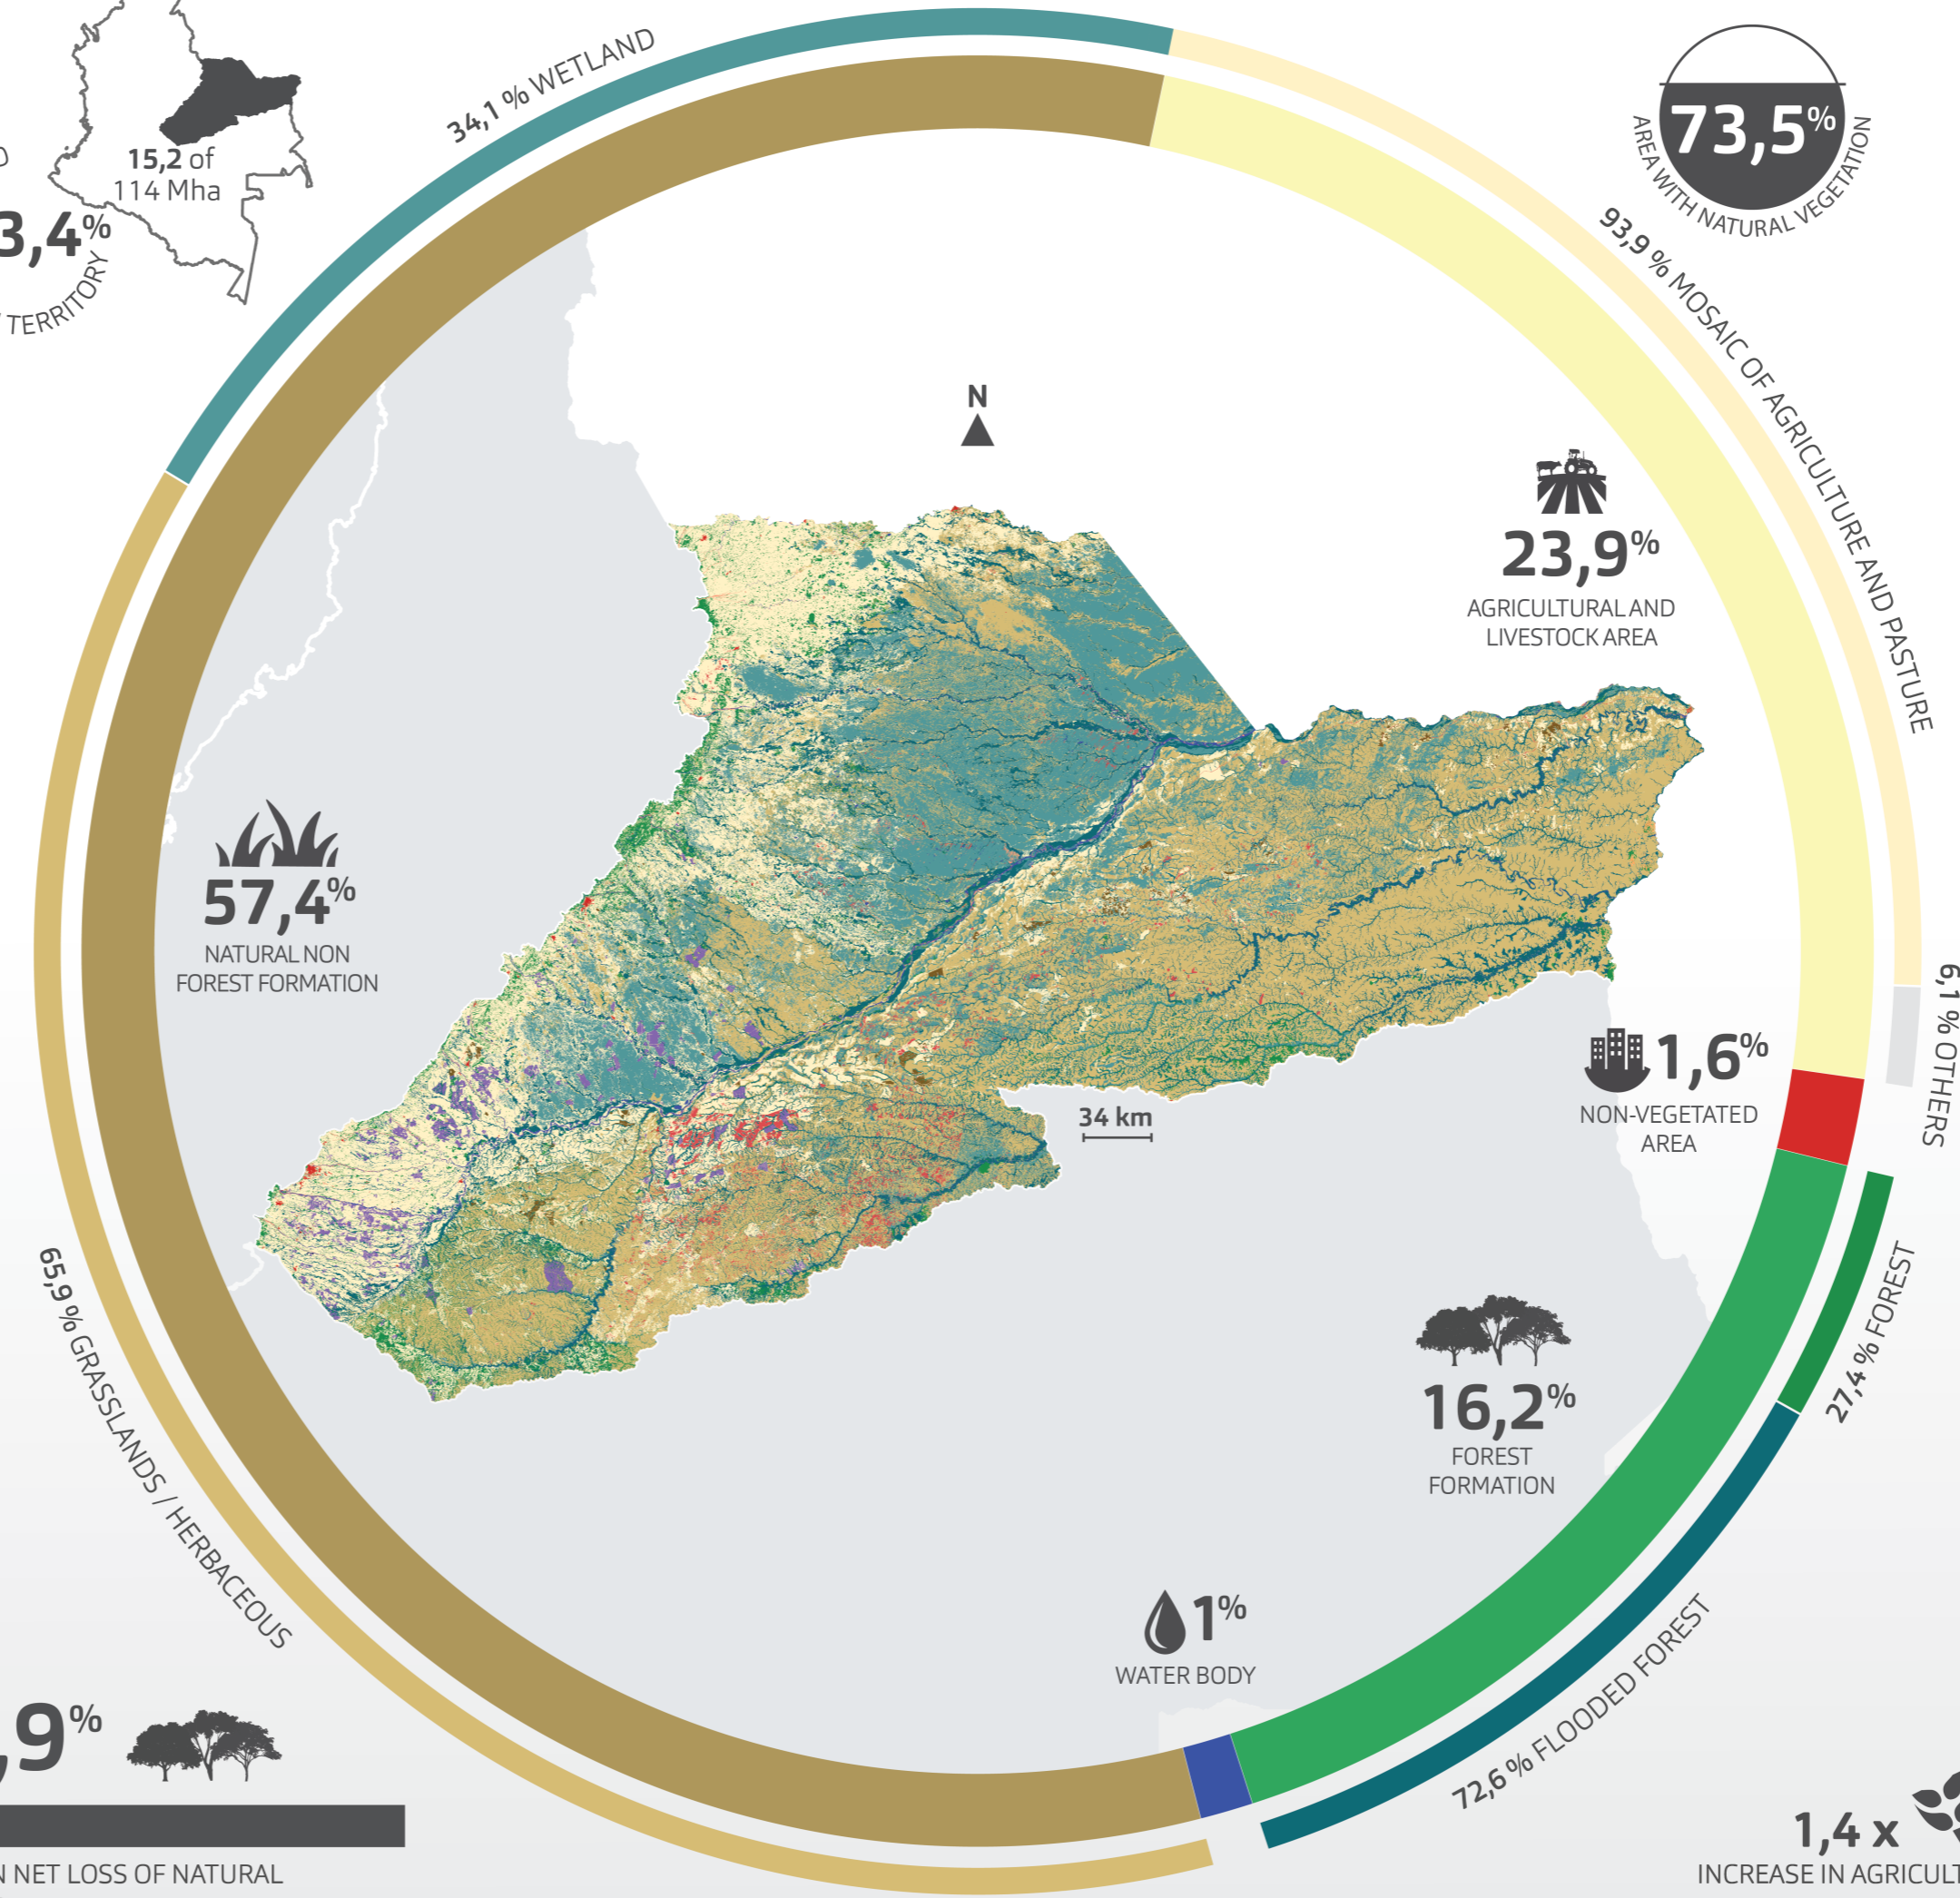 15,2 of
114 Mha
3,4%
TERRITORY
34,1 % WETLAND
73,5%
AREA WITH NATURAL VEGETATION
93,9 % MOSAIC OF AGRICULTURE AND PASTURE
N
23,9%
AGRICULTURAL AND
LIVESTOCK AREA
57,4%
NATURAL NON
FOREST FORMATION
6,1 % OTHERS
1,6%
NON-VEGETATED
AREA
34 km
27,4 % FOREST
16,2%
FOREST
FORMATION
65,9 % GRASSLANDS / HERBACEOUS
1%
WATER BODY
72,6 % FLOODED FOREST
,9%
N NET LOSS OF NATURAL
1,4 x
INCREASE IN AGRICULT